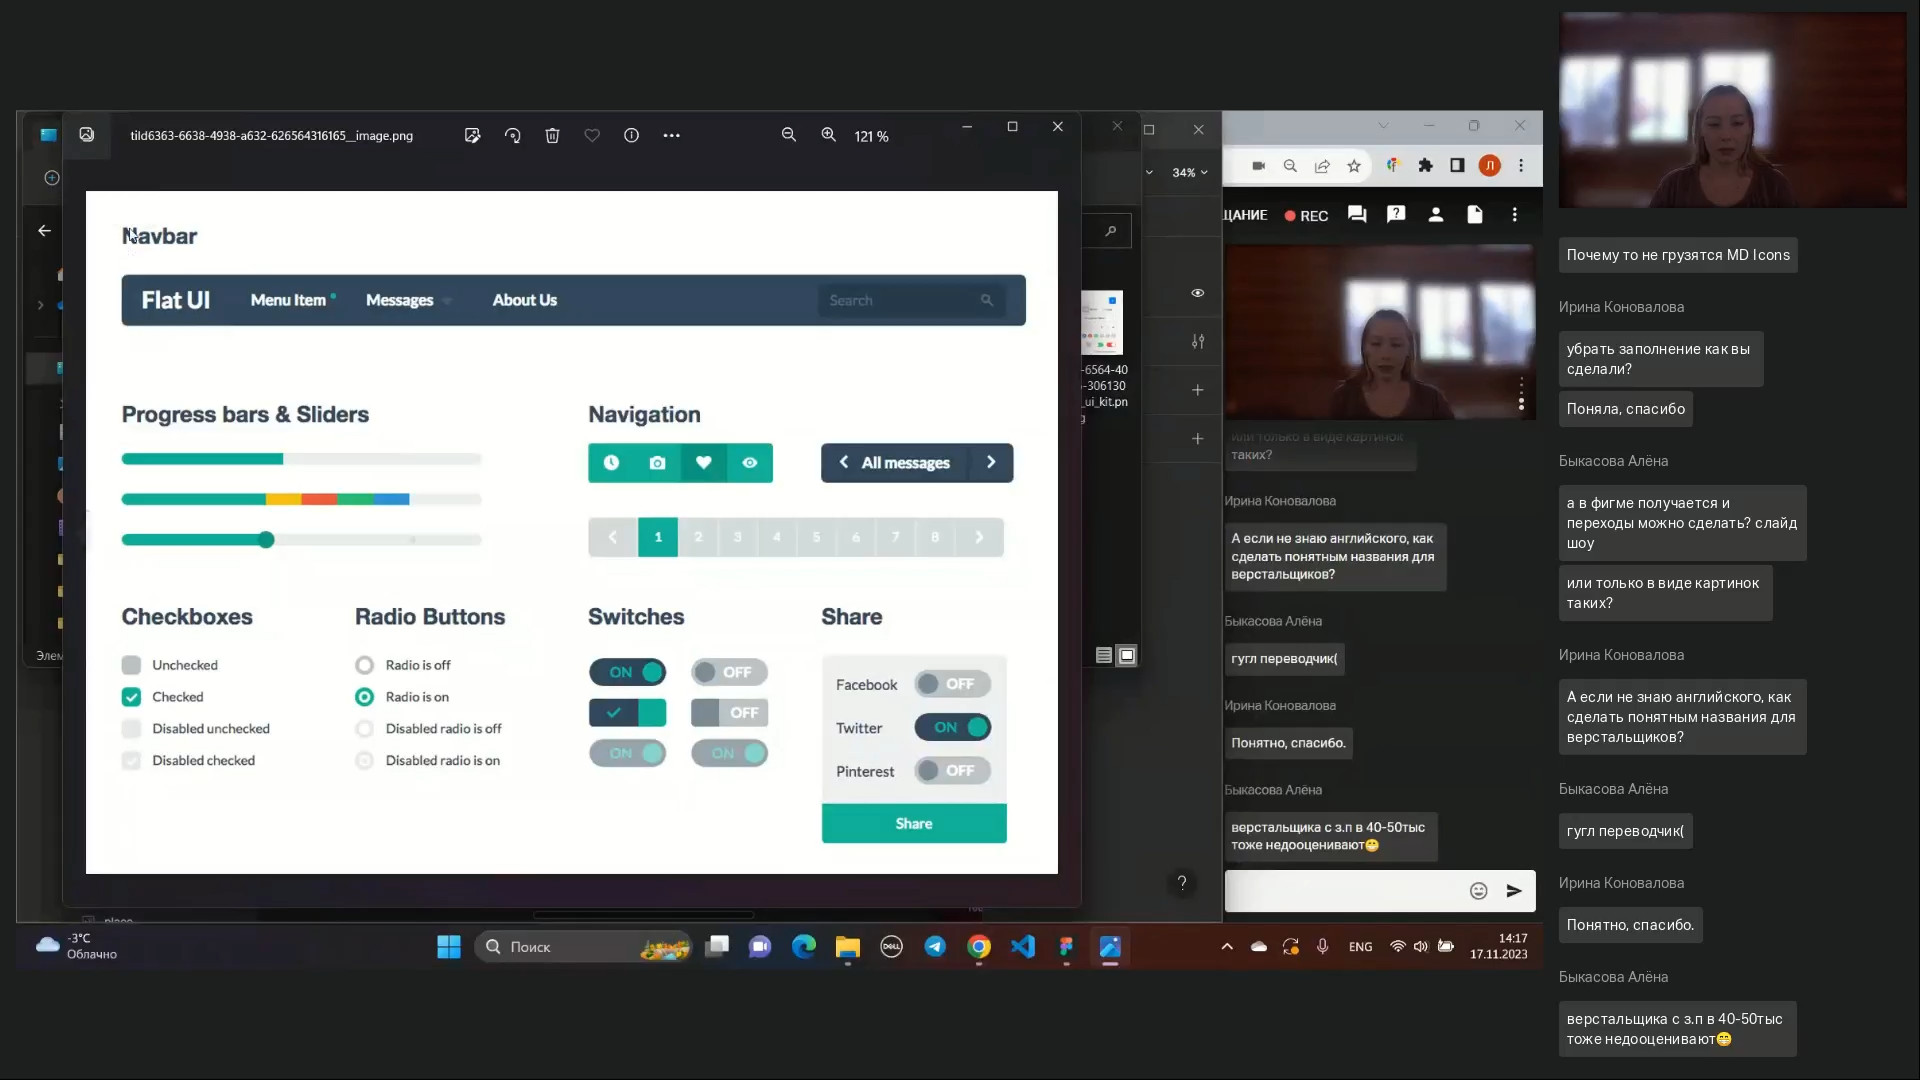 tild6363-6638-4938-a632-626564316165__image.png
121 %
Navbar
Flat UI
Menu Item
Messages
About Us
Search
Progress bars & Sliders
Navigation
All messages
1 2 3 4 5 6 7 8
Checkboxes
Unchecked
Checked
Disabled unchecked
Disabled checked
Radio Buttons
Radio is off
Radio is on
Disabled radio is off
Disabled radio is on
Switches
ON OFF
OFF
ON ON
Share
Facebook OFF
Twitter ON
Pinterest OFF
Share
-6564-40
-306130
_ui_kit.pn
g
34%
?
Л
ЩАНИЕ
REC
или только в виде картинок
таких?
Ирина Коновалова
А если не знаю английского, как
сделать понятным названия для
верстальщиков?
Быкасова Алёна
гугл переводчик(
Ирина Коновалова
Понятно, спасибо.
Быкасова Алёна
верстальщика с з.п в 40-50тыс
тоже недооценивают😁
Элем
place
-3°C
Облачно
Поиск
DELL
ENG
14:17
17.11.2023
Почему то не грузятся MD Icons
Ирина Коновалова
убрать заполнение как вы
сделали?
Поняла, спасибо
Быкасова Алёна
а в фигме получается и
переходы можно сделать? слайд
шоу
или только в виде картинок
таких?
Ирина Коновалова
А если не знаю английского, как
сделать понятным названия для
верстальщиков?
Быкасова Алёна
гугл переводчик(
Ирина Коновалова
Понятно, спасибо.
Быкасова Алёна
верстальщика с з.п в 40-50тыс
тоже недооценивают😁